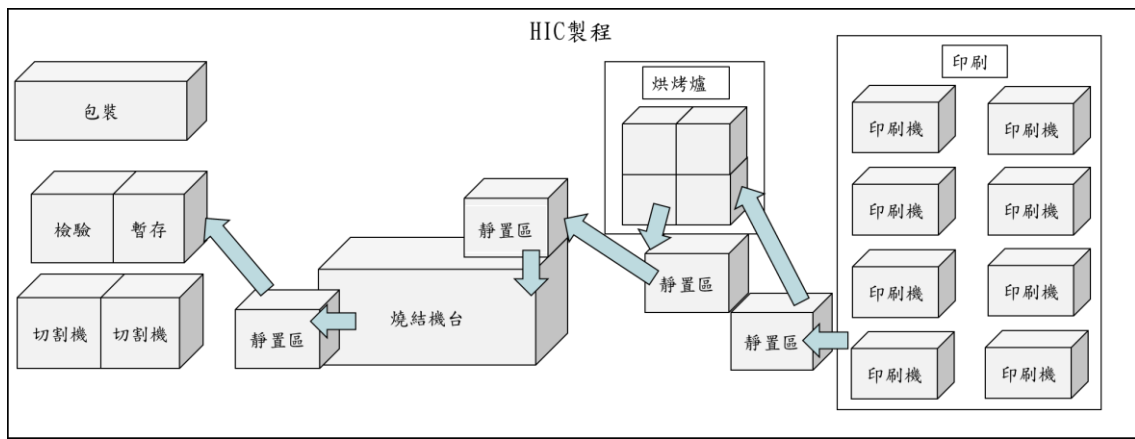 HIC製程
包裝
烘烤爐
印刷
印刷機
印刷機
檢驗
暫存
靜置區
印刷機
印刷機
切割機
切割機
靜置區
燒結機台
靜置區
靜置區
印刷機
印刷機
印刷機
印刷機